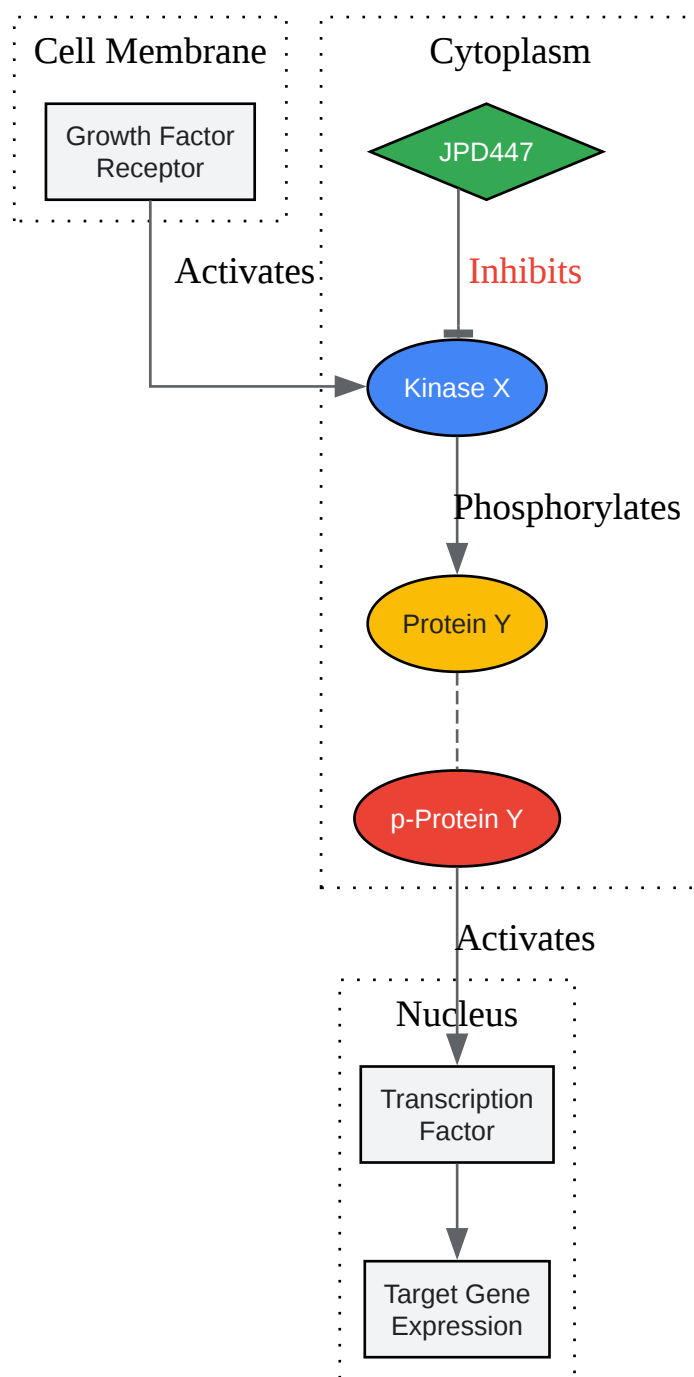 Cell Membrane
Cytoplasm
Growth Factor
Receptor
JPD447
Activates
Inhibits
Kinase X
Phosphorylates
Protein Y
p-Protein Y
Activates
Nucleus
Transcription
Factor
Target Gene
Expression